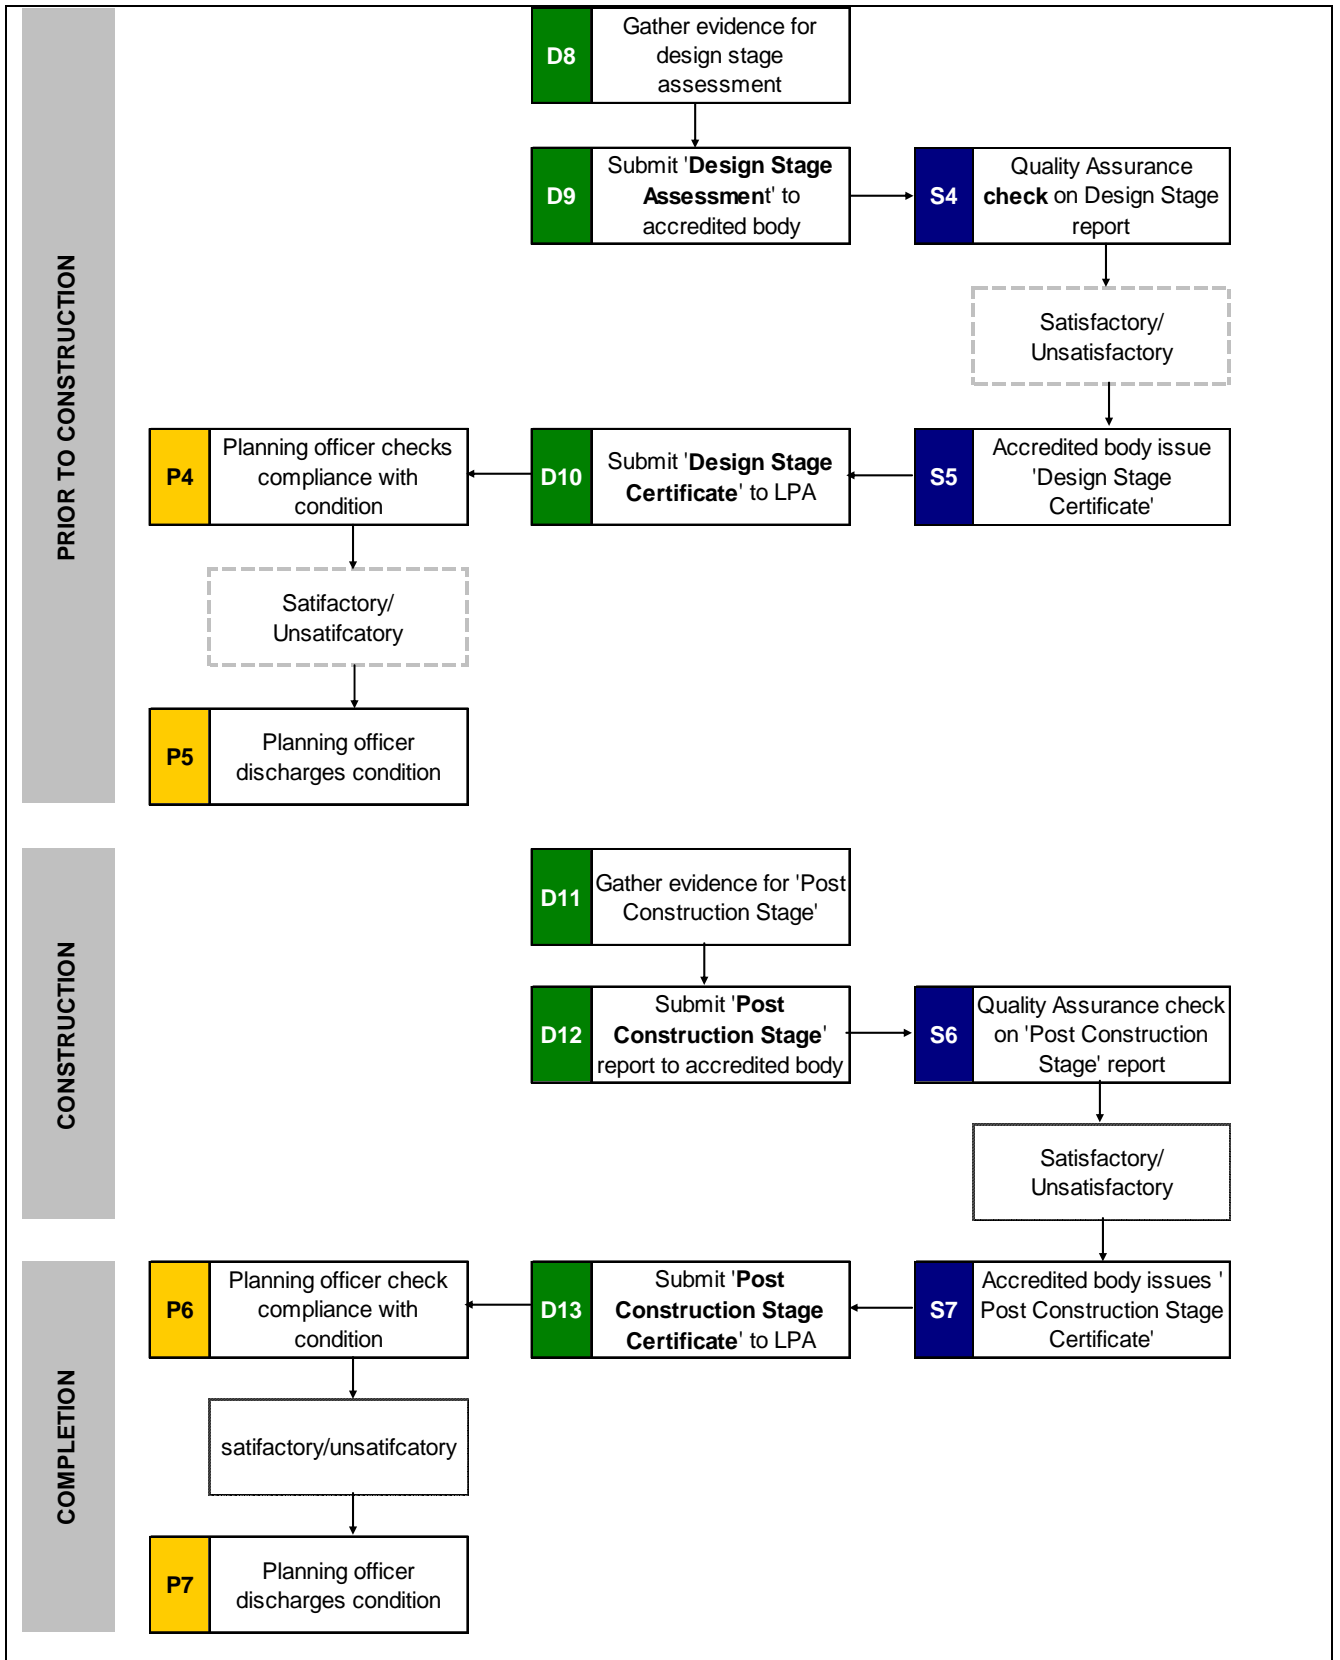 PRIOR TO CONSTRUCTION
D8
Gather evidence for
design stage
assessment
D9
Submit 'Design Stage
Assessment' to
accredited body
S4
Quality Assurance
check on Design Stage
report
Satisfactory/
Unsatisfactory
P4
Planning officer checks
compliance with
condition
D10
Submit 'Design Stage
Certificate' to LPA
S5
Accredited body issue
'Design Stage
Certificate'
Satifactory/
Unsatifcatory
P5
Planning officer
discharges condition
CONSTRUCTION
D11
Gather evidence for 'Post
Construction Stage'
D12
Submit 'Post
Construction Stage'
report to accredited body
S6
Quality Assurance check
on 'Post Construction
Stage' report
Satisfactory/
Unsatisfactory
COMPLETION
P6
Planning officer check
compliance with
condition
D13
Submit 'Post
Construction Stage
Certificate' to LPA
S7
Accredited body issues '
Post Construction Stage
Certificate'
satifactory/unsatifcatory
P7
Planning officer
discharges condition